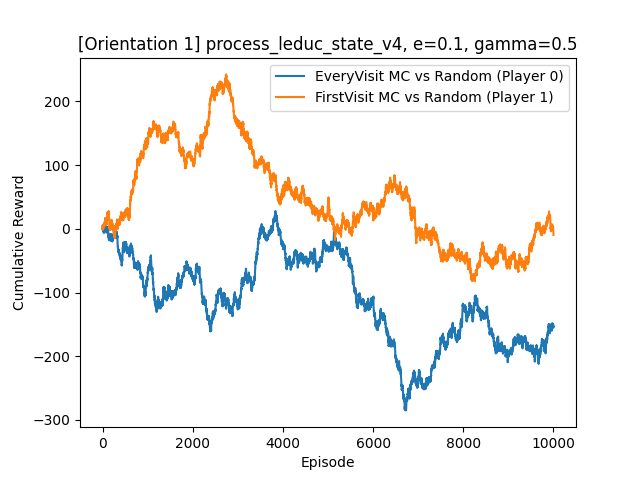 [Orientation 1] process_leduc_state_v4, e=0.1, gamma=0.5
EveryVisit MC vs Random (Player 0)
FirstVisit MC vs Random (Player 1)
200
100
0
−100
−200
−300
Cumulative Reward
0 2000 4000 6000 8000 10000
Episode